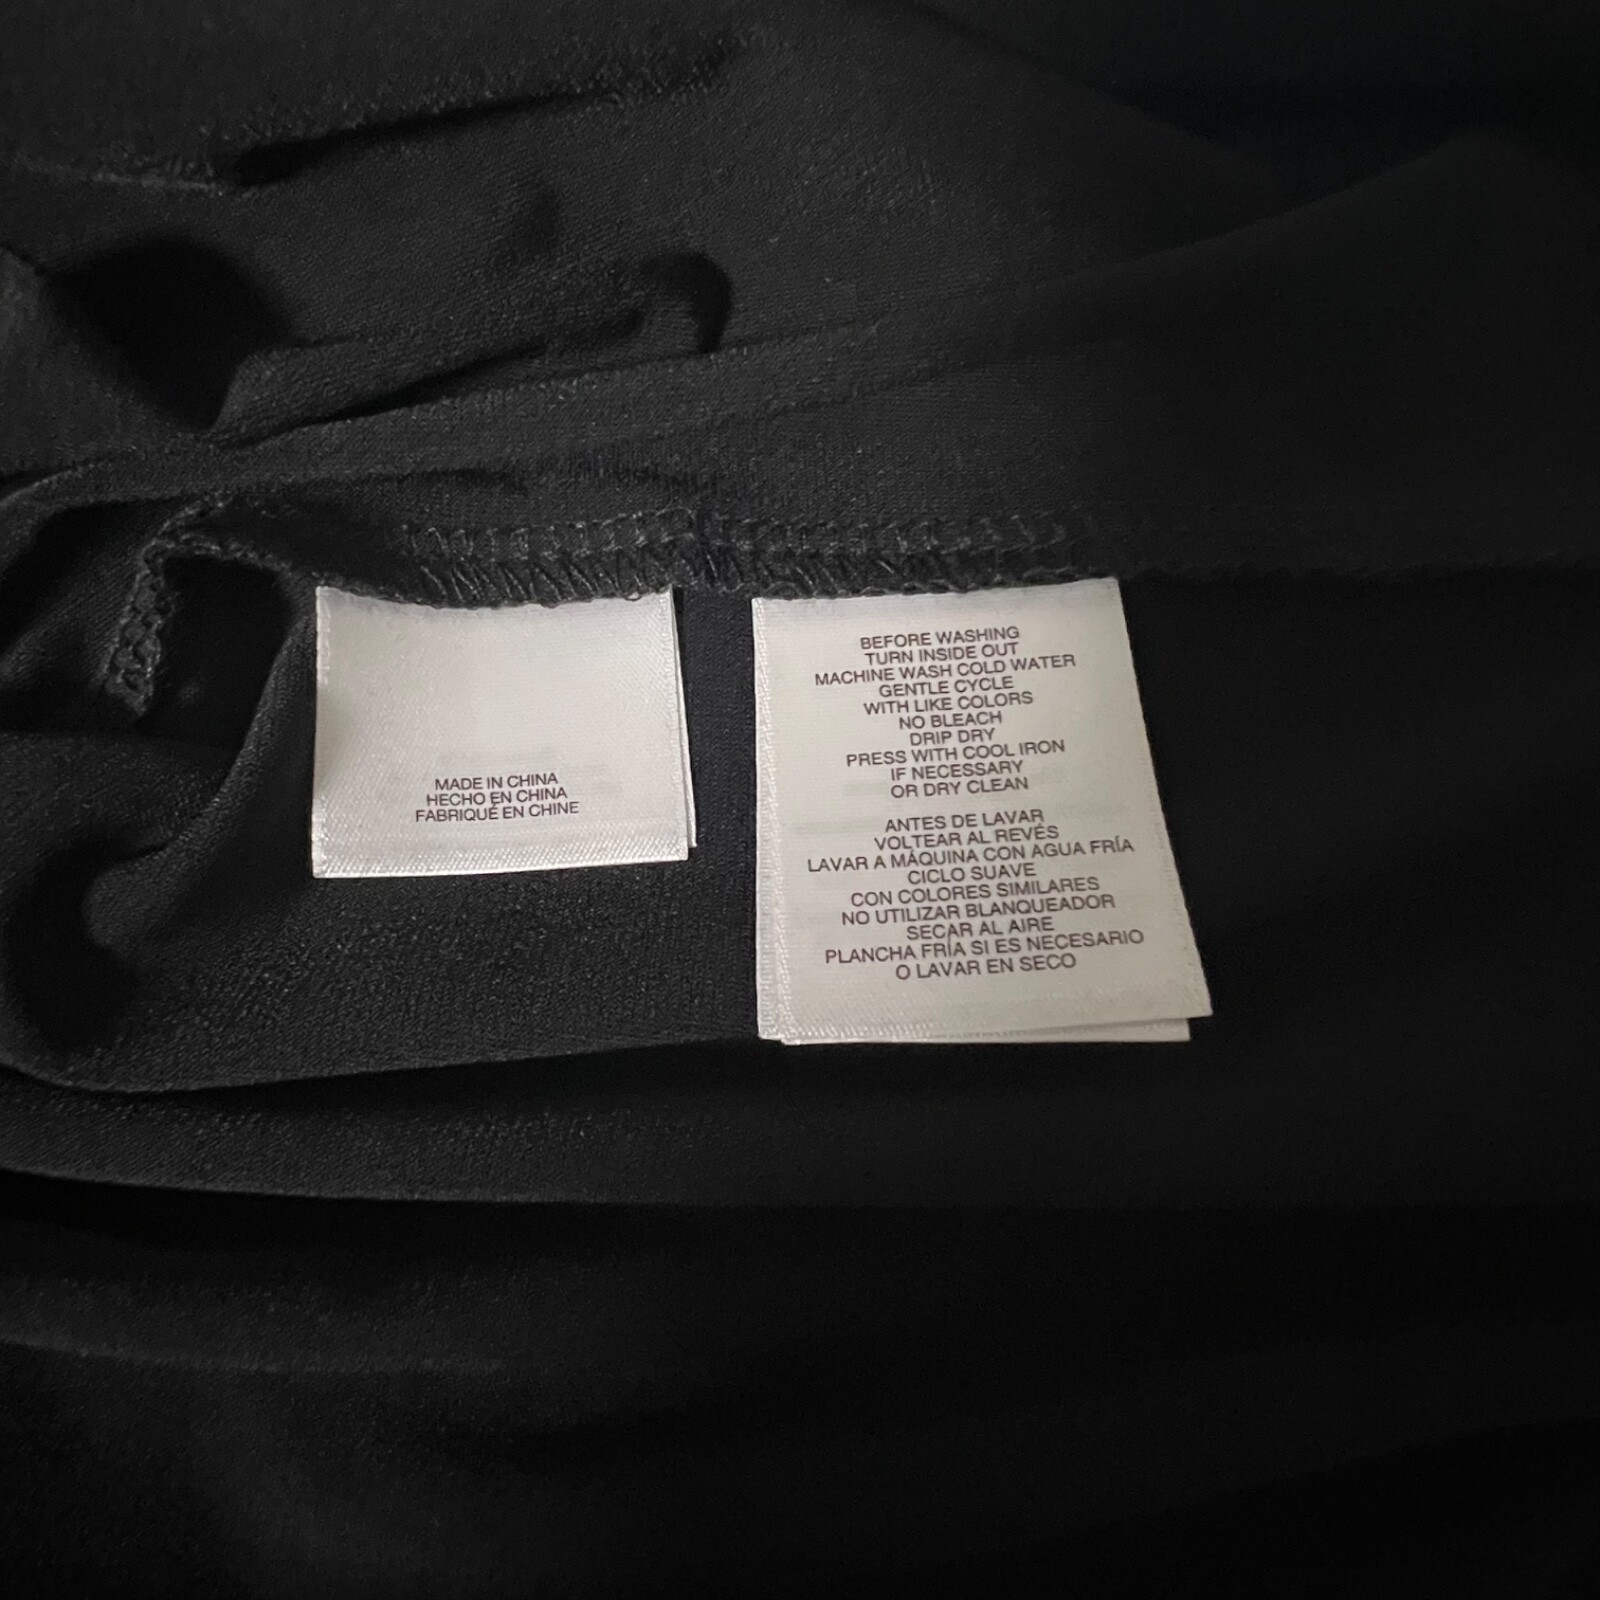 MADE IN CHINA
HECHO EN CHINA
FABRIQUÉ EN CHINE
BEFORE WASHING
TURN INSIDE OUT
MACHINE WASH COLD WATER
GENTLE CYCLE
WITH LIKE COLORS
NO BLEACH
DRIP DRY
PRESS WITH COOL IRON
IF NECESSARY
OR DRY CLEAN
ANTES DE LAVAR
VOLTEAR AL REVÉS
LAVAR A MÁQUINA CON AGUA FRÍA
CICLO SUAVE
CON COLORES SIMILARES
NO UTILIZAR BLANQUEADOR
SECAR AL AIRE
PLANCHA FRÍA SI ES NECESARIO
O LAVAR EN SECO